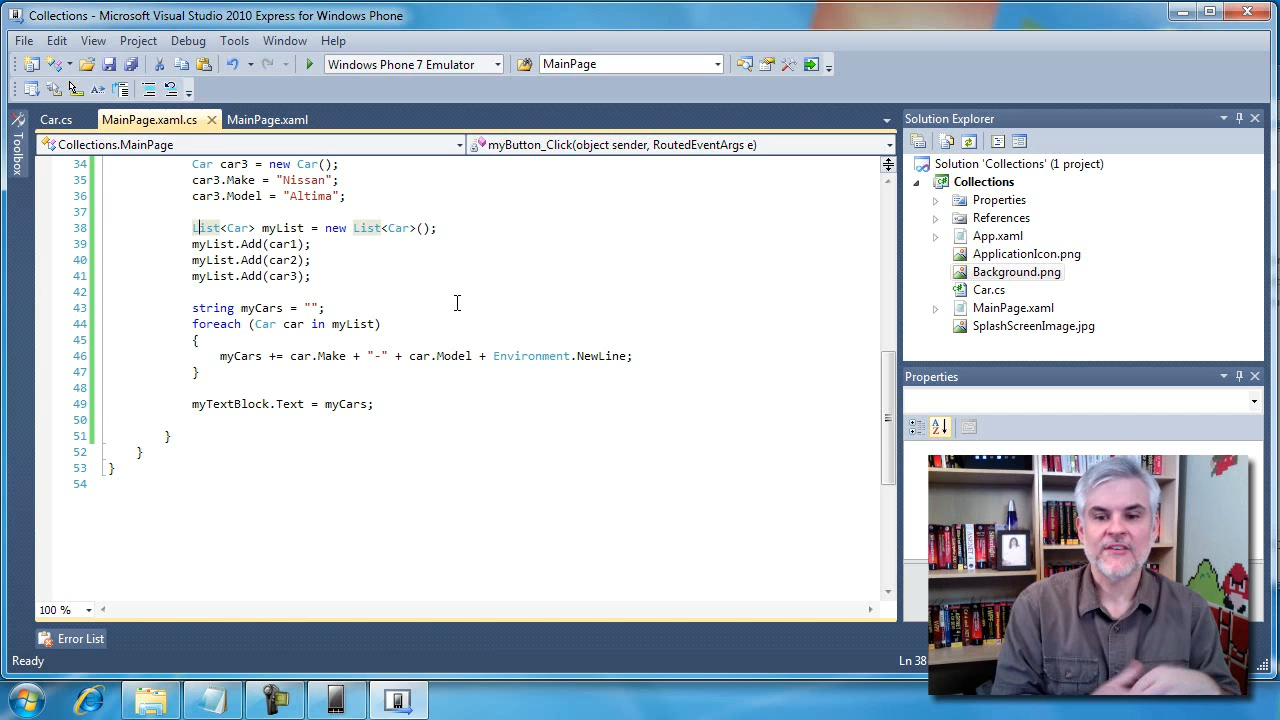 Collections - Microsoft Visual Studio 2010 Express for Windows Phone
File Edit View Project Debug Tools Window Help
Windows Phone 7 Emulator MainPage
Car.cs MainPage.xaml.cs MainPage.xaml
Collections.MainPage myButton_Click(object sender, RoutedEventArgs e)
Toolbox
34 Car car3 = new Car();
35 car3.Make = "Nissan";
36 car3.Model = "Altima";
37
38 List<Car> myList = new List<Car>();
39 myList.Add(car1);
40 myList.Add(car2);
41 myList.Add(car3);
42
43 string myCars = "";
44 foreach (Car car in myList)
45 {
46 myCars += car.Make + "-" + car.Model + Environment.NewLine;
47 }
48
49 myTextBlock.Text = myCars;
50
51 }
52 }
53 }
54
100 %
Error List
Ready
Ln 38
Solution Explorer
Solution 'Collections' (1 project)
Collections
Properties
References
App.xaml
ApplicationIcon.png
Background.png
Car.cs
MainPage.xaml
SplashScreenImage.jpg
Properties